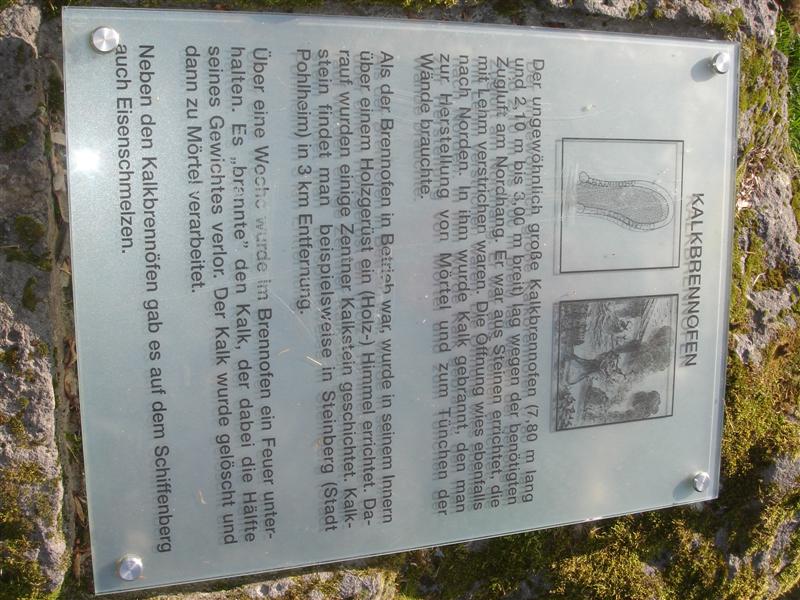 KALKBRENNOFEN
Der ungewöhnlich große Kalkbrennofen (7,80 m lang
und 2,10 m bis 3,00 m breit) lag wegen der benötigten
Zugluft am Nordhang. Er war aus Steinen errichtet, die
mit Lehm verstrichen waren. Die Öffnung wies ebenfalls
nach Norden. In ihm wurde Kalk gebrannt, den man
zur Herstellung von Mörtel und zum Tünchen der
Wände brauchte.
Als der Brennofen in Betrieb war, wurde in seinem Innern
über einem Holzgerüst ein (Holz-) Himmel errichtet. Da-
rauf wurden einige Zentner Kalkstein geschichtet. Kalk-
stein findet man beispielsweise in Steinberg (Stadt
Pohlheim) in 3 km Entfernung.
Über eine Woche wurde im Brennofen ein Feuer unter-
halten. Es „brannte" den Kalk, der dabei die Hälfte
seines Gewichtes verlor. Der Kalk wurde gelöscht und
dann zu Mörtel verarbeitet.
Neben den Kalkbrennöfen gab es auf dem Schiffenberg
auch Eisenschmelzen.